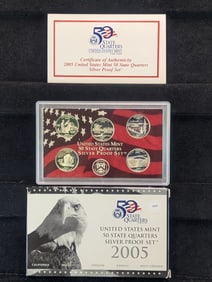 50
STATE
QUARTERS
Certificate of Authenticity
2005 United States Mint 50 State Quarters
Silver Proof Set
UNITED STATES MINT
50 STATE QUARTERS
SILVER PROOF SET
50
STATE
QUARTERS
UNITED STATES MINT
50 STATE QUARTERS
SILVER PROOF SET
2005
CALIFORNIA